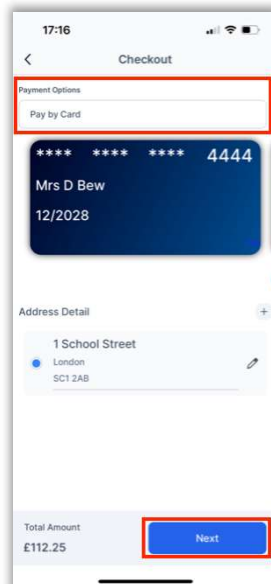 17:16
Checkout
Payment Options
Pay by Card
**** **** **** 4444
Mrs D Bew
12/2028
Address Detail +
1 School Street
London
SC1 2AB
Total Amount
£112.25
Next